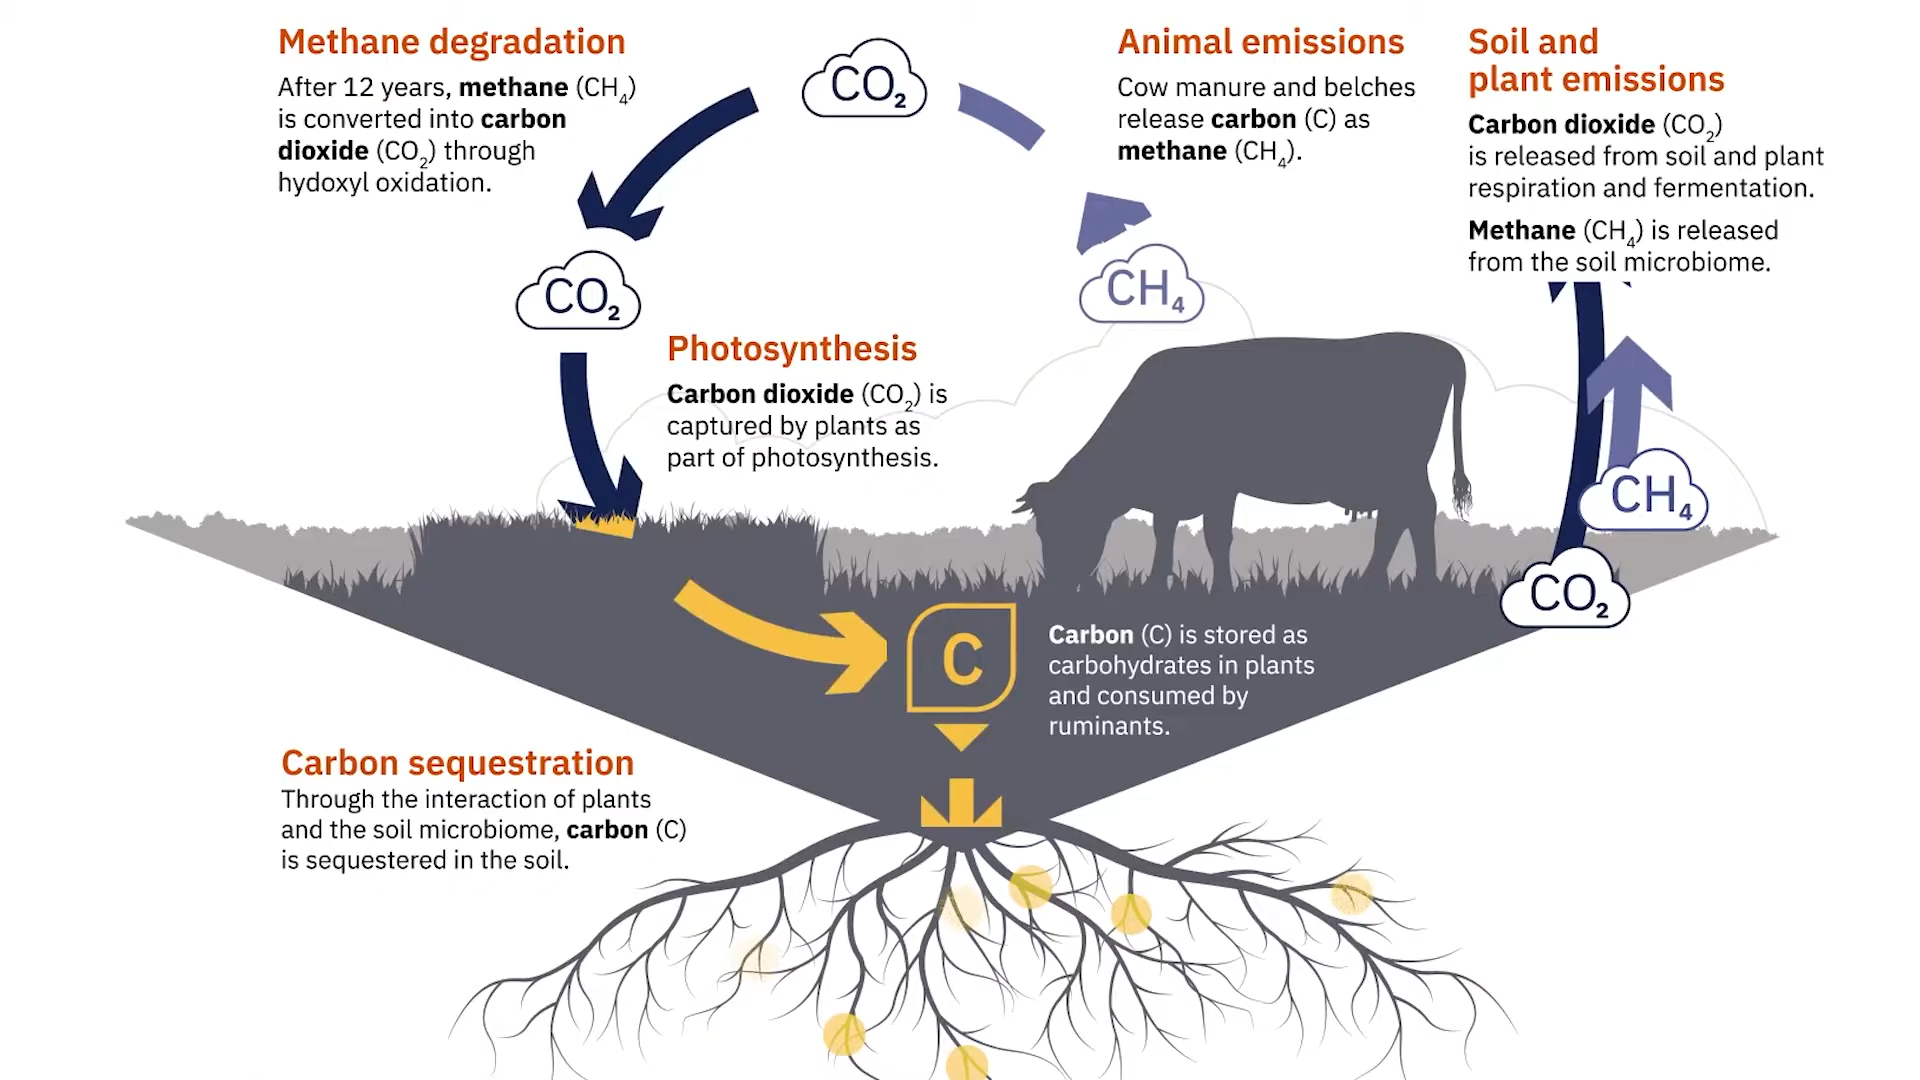 Methane degradation
After 12 years, methane (CH₄)
is converted into carbon
dioxide (CO₂) through
hydoxyl oxidation.
CO₂
Animal emissions
Cow manure and belches
release carbon (C) as
methane (CH₄).
Soil and
plant emissions
Carbon dioxide (CO₂)
is released from soil and plant
respiration and fermentation.
Methane (CH₄) is released
from the soil microbiome.
CO₂
CH₄
Photosynthesis
Carbon dioxide (CO₂) is
captured by plants as
part of photosynthesis.
CH₄
CO₂
C
Carbon (C) is stored as
carbohydrates in plants
and consumed by
ruminants.
Carbon sequestration
Through the interaction of plants
and the soil microbiome, carbon (C)
is sequestered in the soil.